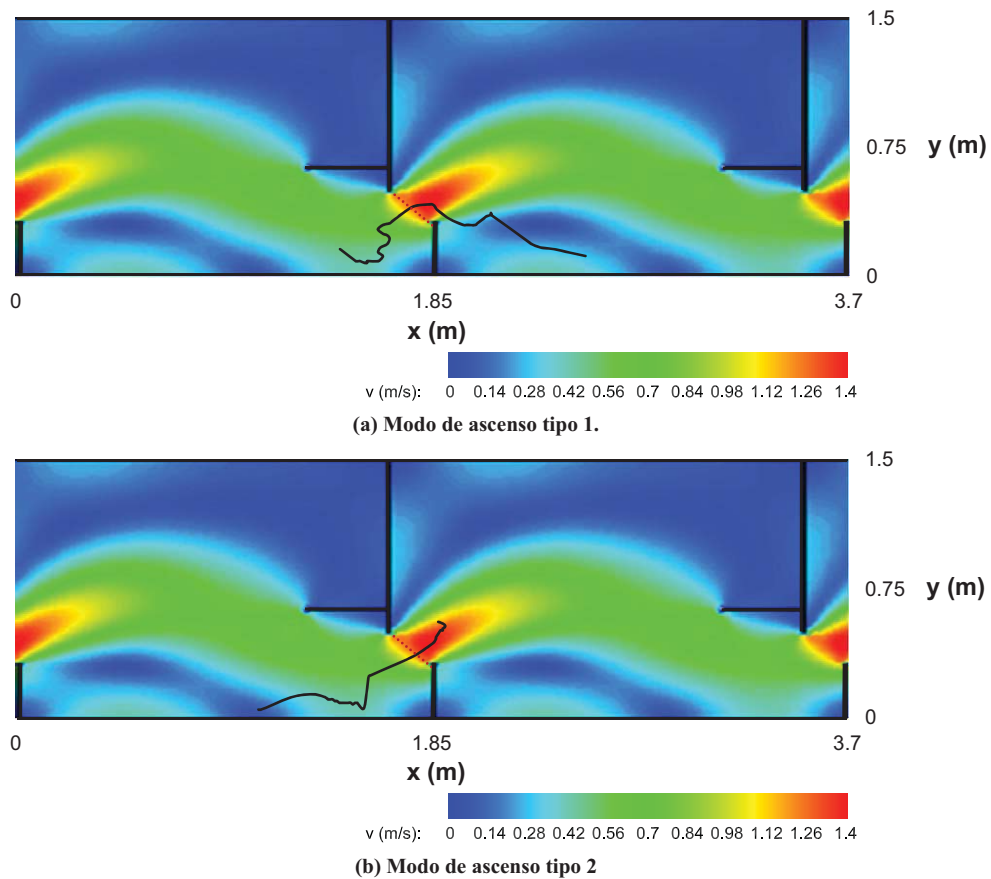 1.5
0.75 y (m)
0
0 1.85 3.7
x (m)
v (m/s): 0 0.14 0.28 0.42 0.56 0.7 0.84 0.98 1.12 1.26 1.4
(a) Modo de ascenso tipo 1.
1.5
0.75 y (m)
0
0 1.85 3.7
x (m)
v (m/s): 0 0.14 0.28 0.42 0.56 0.7 0.84 0.98 1.12 1.26 1.4
(b) Modo de ascenso tipo 2